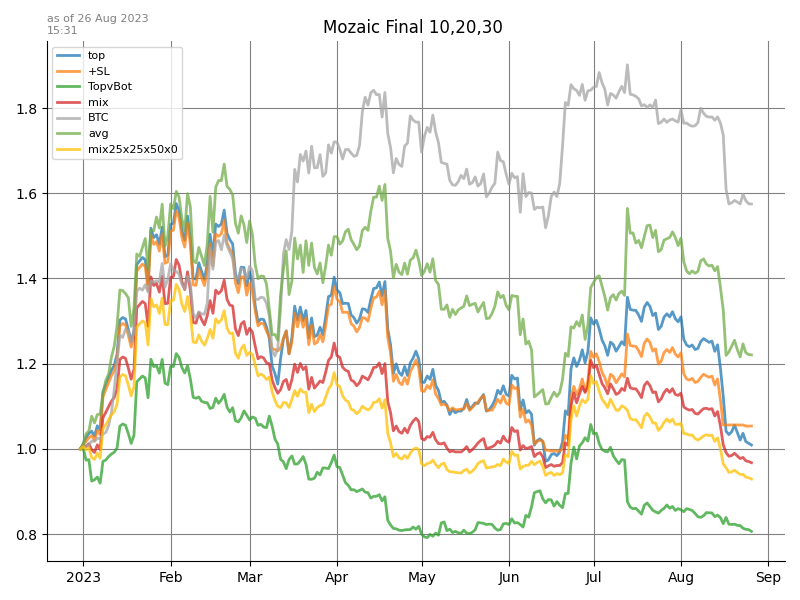 as of 26 Aug 2023
15:31
Mozaic Final 10,20,30
top
+SL
TopvBot
mix
BTC
avg
mix25x25x50x0
1.8
1.6
1.4
1.2
1.0
0.8
2023 Feb Mar Apr May Jun Jul Aug Sep